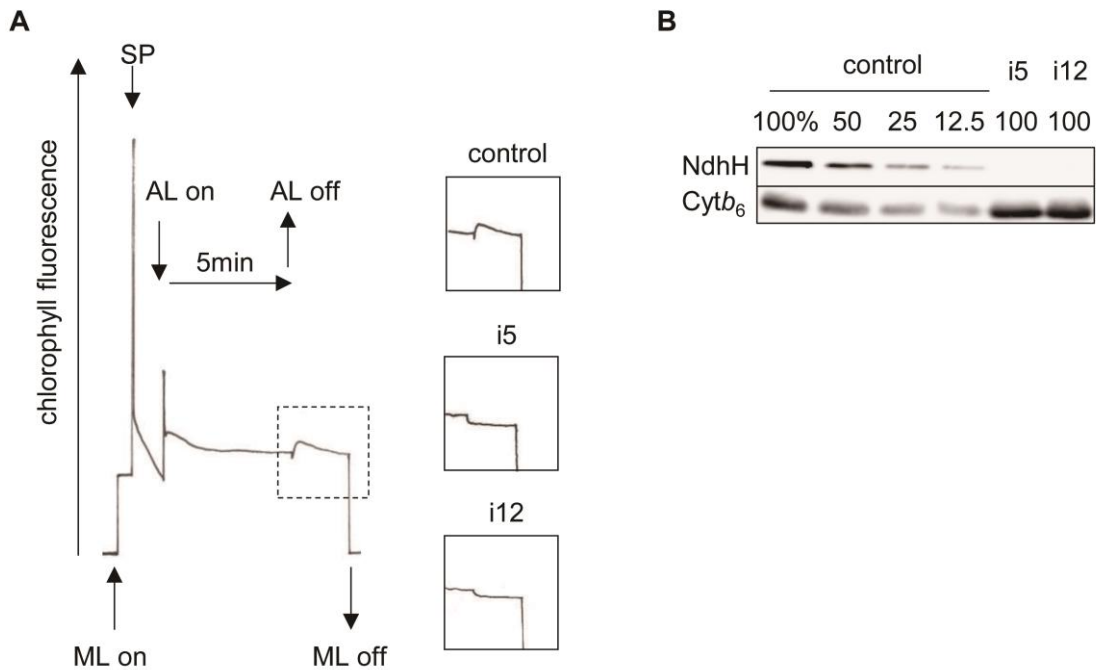 A
SP
chlorophyll fluorescence
AL on
AL off
5min
ML on
ML off
control
i5
i12
B
control i5 i12
100% 50 25 12.5 100 100
NdhH
Cytb₆